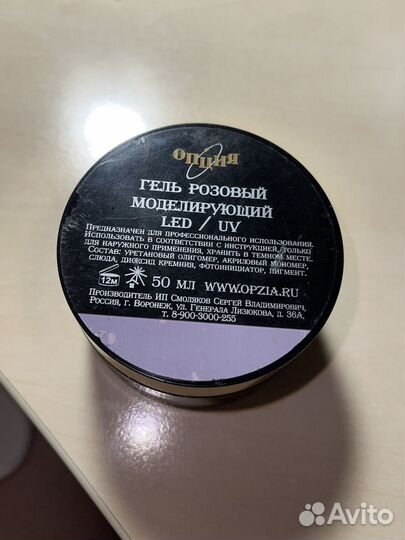 ОПЦИЯ
ГЕЛЬ РОЗОВЫЙ
МОДЕЛИРУЮЩИЙ
LED / UV
ПРЕДНАЗНАЧЕН ДЛЯ ПРОФЕССИОНАЛЬНОГО ИСПОЛЬЗОВАНИЯ.
ИСПОЛЬЗОВАТЬ В СООТВЕТСТВИИ С ИНСТРУКЦИЕЙ, ТОЛЬКО
ДЛЯ НАРУЖНОГО ПРИМЕНЕНИЯ, ХРАНИТЬ В ТЕМНОМ МЕСТЕ.
СОСТАВ: УРЕТАНОВЫЙ ОЛИГОМЕР, АКРИЛОВЫЙ МОНОМЕР,
СЛЮДА, ДИОКСИД КРЕМНИЯ, ФОТОИНИЦИАТОР, ПИГМЕНТ.
12М 50 МЛ WWW.OPZIA.RU
ПРОИЗВОДИТЕЛЬ ИП СМОЛЯКОВ СЕРГЕЙ ВЛАДИМИРОВИЧ,
РОССИЯ, Г. ВОРОНЕЖ, УЛ. ГЕНЕРАЛА ЛИЗЮКОВА, Д. 36А,
Т. 8-900-3000-255
Avito